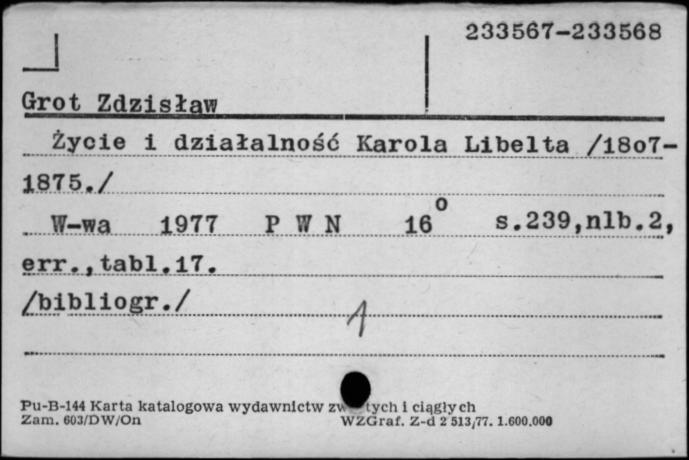 233567-233568
Grot Zdzisław
Życie i działalność Karola Libelta /18o7-
1875./
W-wa 1977 P W N 16o s.239,nlb.2,
err.,tabl.17.
/bibliogr./
1
Pu-B-144 Karta katalogowa wydawnictw zw tych i ciągłych
Zam. 603/DW/On WZGraf. Z-d 2 513/77. 1.600.000